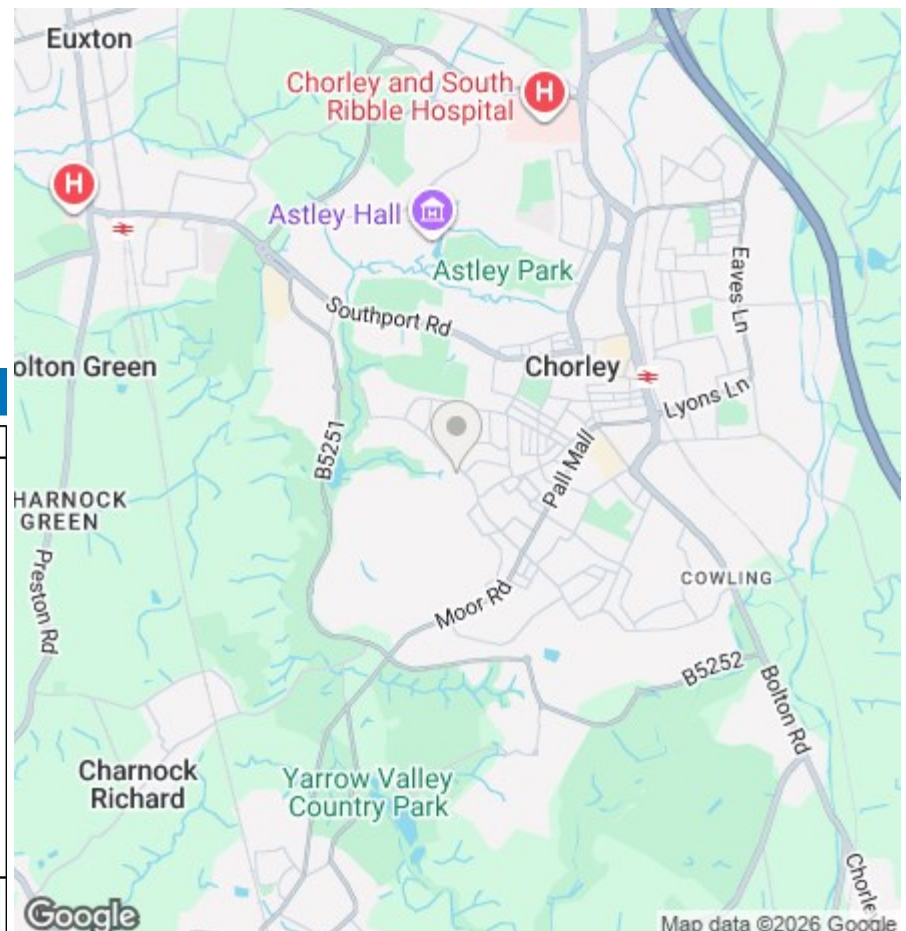 Euxton
Chorley and South
Ribble Hospital
H
H
Astley Hall
Astley Park
Eaves Ln
Southport Rd
olton Green
Chorley
Lyons Ln
B5251
Pall Mall
HARNOCK
GREEN
Preston Rd
COWLING
Moor Rd
B5252
Bolton Rd
Charnock
Richard
Yarrow Valley
Country Park
Chorley
Google
Map data ©2026 Google